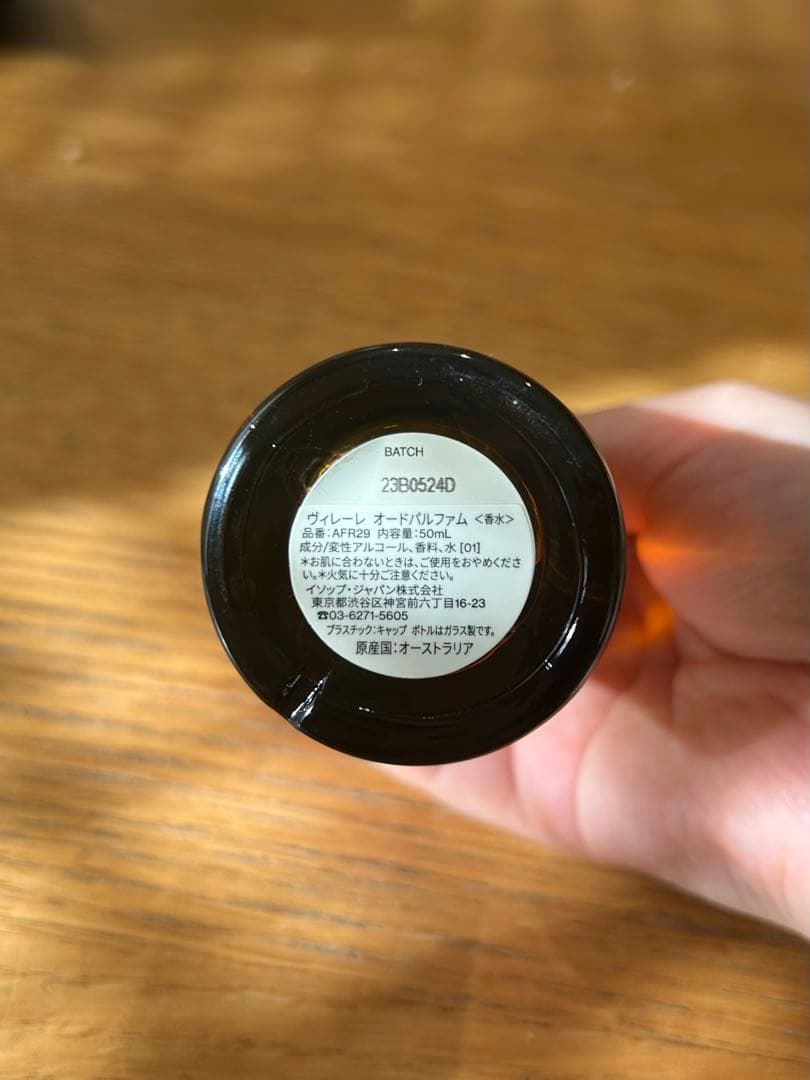 BATCH
23B0524D
ヴィレーレ オードパルファム <香水>
品番:AFR29 内容量:50mL
成分/変性アルコール、香料、水 [01]
*お肌に合わないときは、ご使用をおやめくださ
い。*火気に十分ご注意ください。
イソップ・ジャパン株式会社
東京都渋谷区神宮前六丁目16-23
☎03-6271-5605
プラスチック:キャップ ボトルはガラス製です。
原産国:オーストラリア